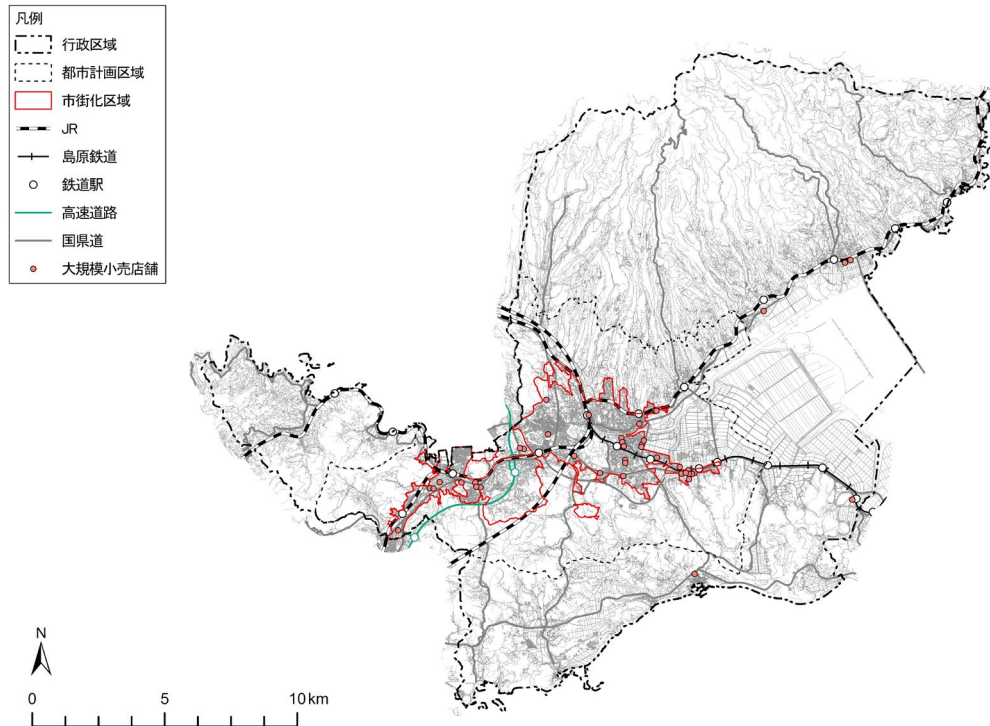 凡例
行政区域
都市計画区域
市街化区域
JR
島原鉄道
鉄道駅
高速道路
国県道
大規模小売店舗
N
0 5 10km